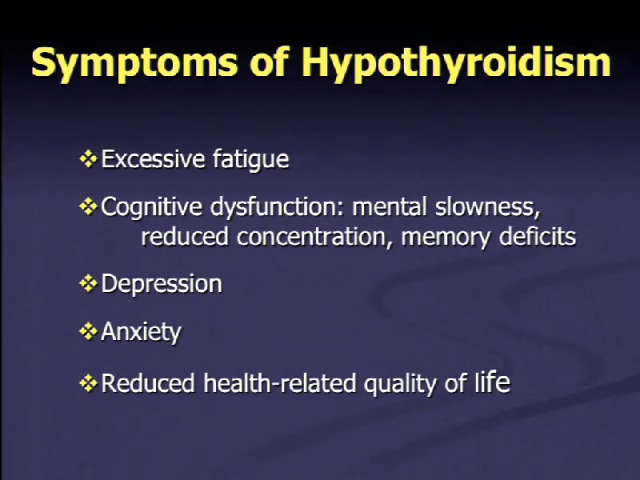 Symptoms of Hypothyroidism
❖Excessive fatigue
❖Cognitive dysfunction: mental slowness,
reduced concentration, memory deficits
❖Depression
❖Anxiety
❖Reduced health-related quality of life